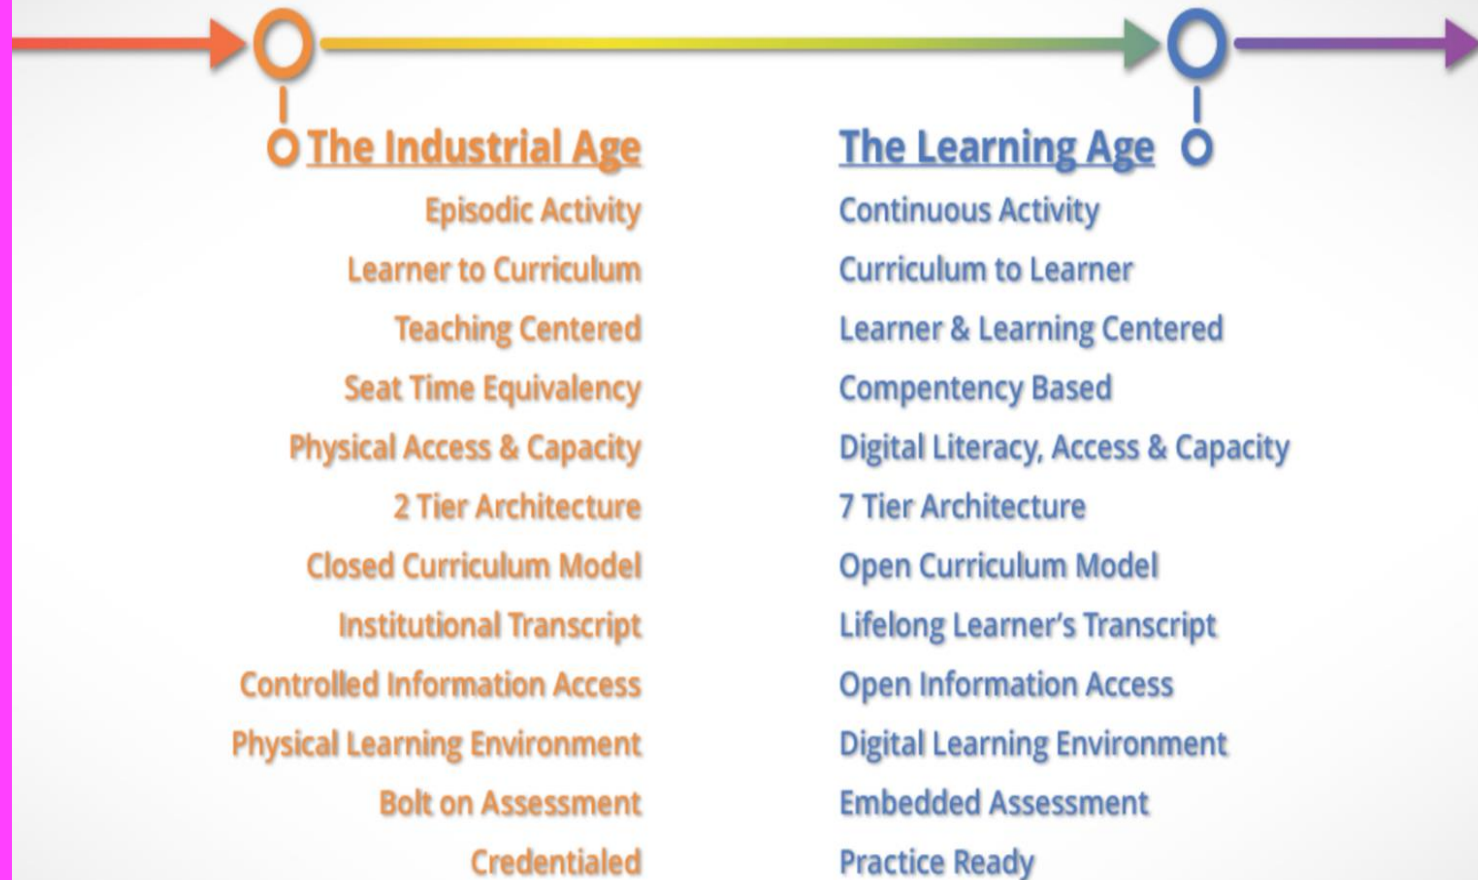 The Industrial Age
Episodic Activity
Learner to Curriculum
Teaching Centered
Seat Time Equivalency
Physical Access & Capacity
2 Tier Architecture
Closed Curriculum Model
Institutional Transcript
Controlled Information Access
Physical Learning Environment
Bolt on Assessment
Credentialed
The Learning Age
Continuous Activity
Curriculum to Learner
Learner & Learning Centered
Compentency Based
Digital Literacy, Access & Capacity
7 Tier Architecture
Open Curriculum Model
Lifelong Learner’s Transcript
Open Information Access
Digital Learning Environment
Embedded Assessment
Practice Ready